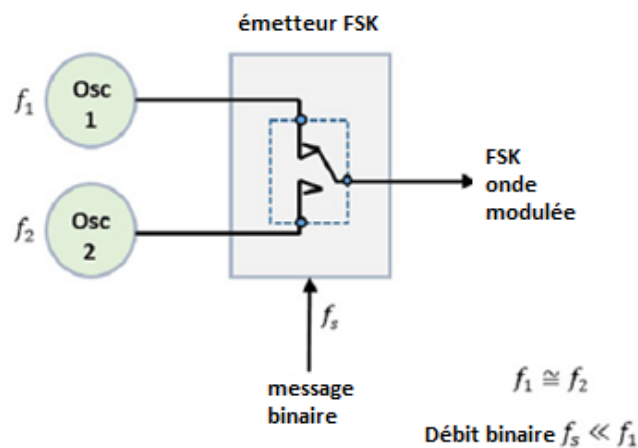 émetteur FSK
f₁
Osc
1
f₂
Osc
2
FSK
onde
modulée
fₛ
message
binaire
f₁ ≅ f₂
Débit binaire fₛ ≪ f₁